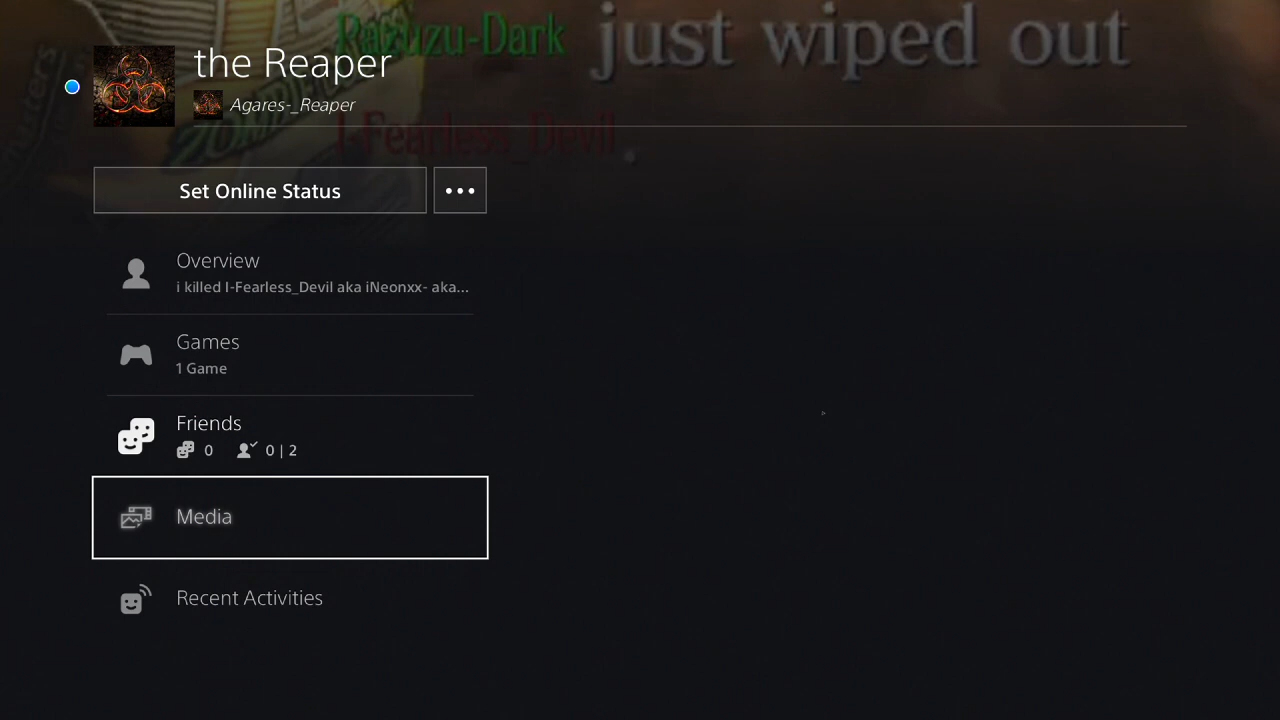 Razuzu-Dark just wiped out
the Reaper
Agares-_Reaper
I-Fearless_Devil.
Set Online Status
Overview
i killed I-Fearless_Devil aka iNeonxx- aka...
Games
1 Game
Friends
0 0 | 2
Media
Recent Activities